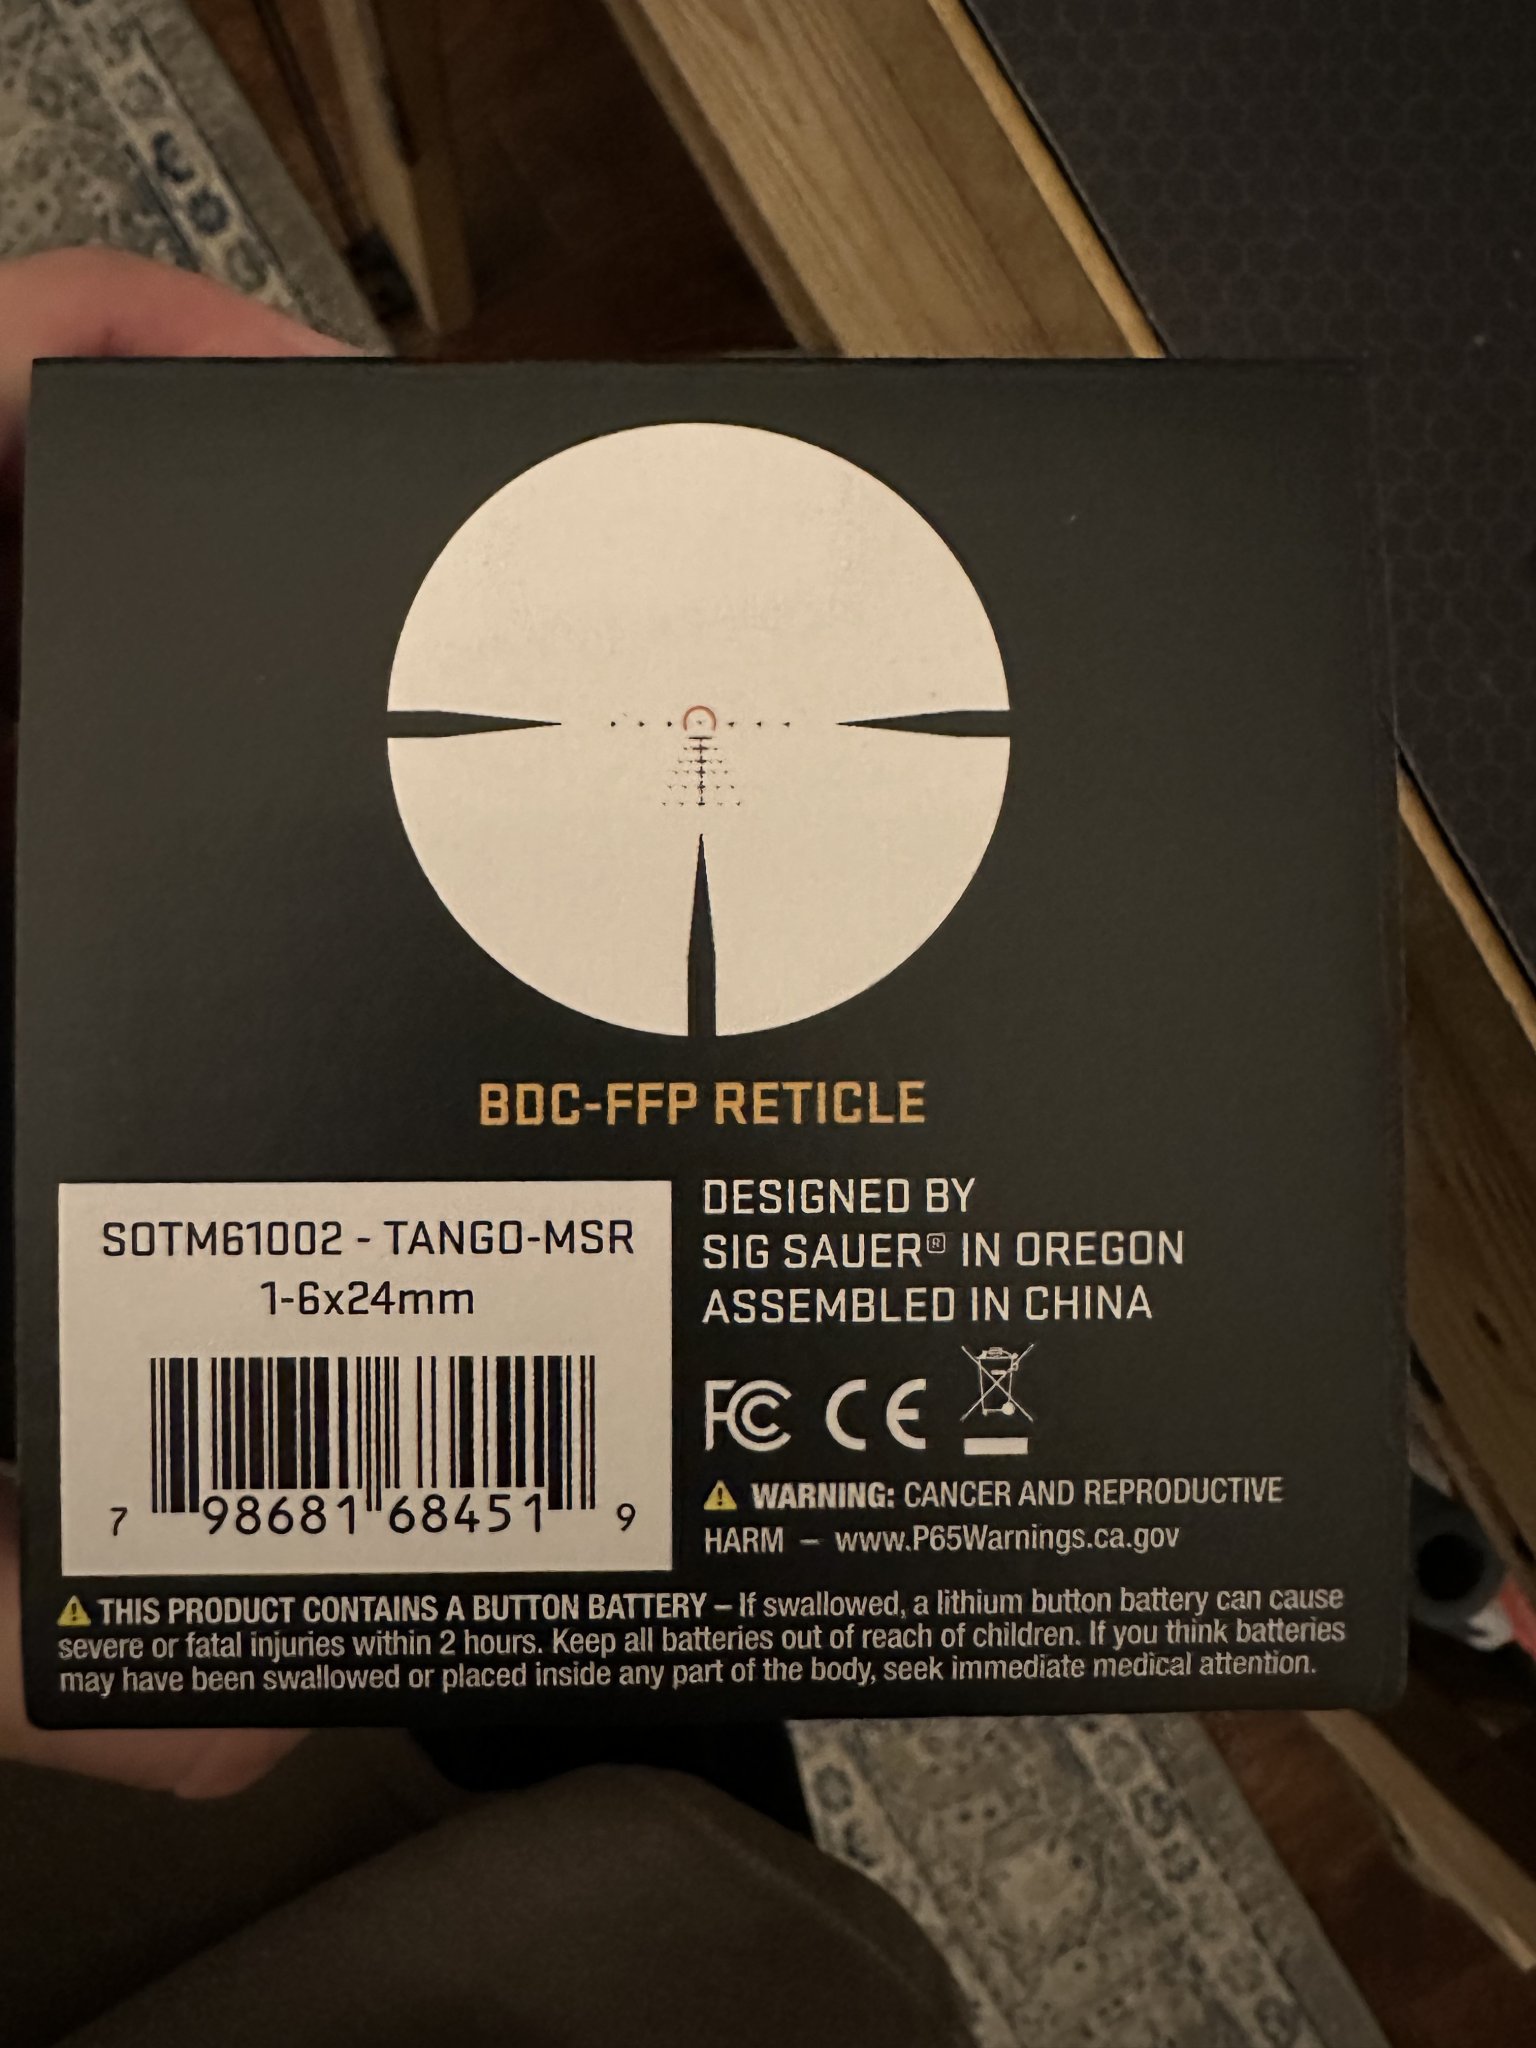 BDC-FFP RETICLE
SOTM61002 - TANGO-MSR
1-6x24mm
7 98681 68451 9
DESIGNED BY
SIG SAUER® IN OREGON
ASSEMBLED IN CHINA
FC CE
⚠ WARNING: CANCER AND REPRODUCTIVE
HARM – www.P65Warnings.ca.gov
⚠ THIS PRODUCT CONTAINS A BUTTON BATTERY – If swallowed, a lithium button battery can cause
severe or fatal injuries within 2 hours. Keep all batteries out of reach of children. If you think batteries
may have been swallowed or placed inside any part of the body, seek immediate medical attention.